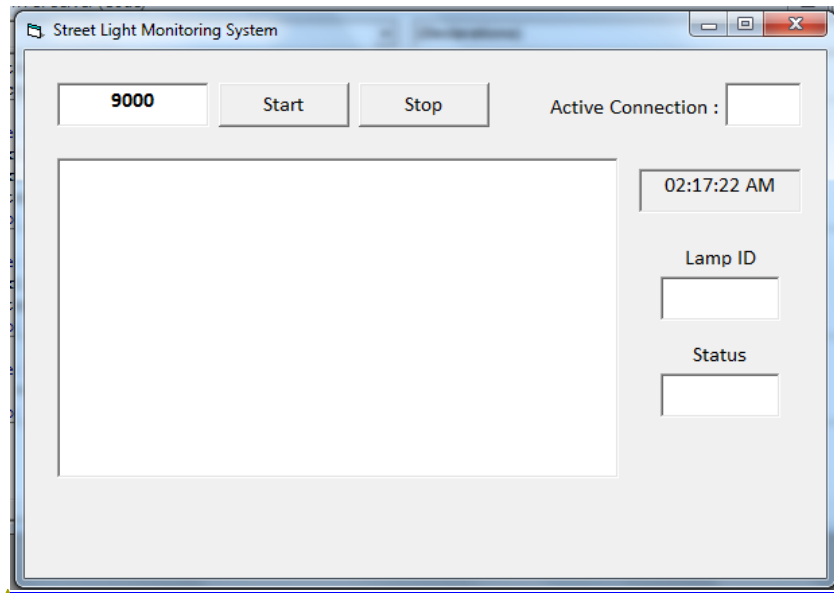 Street Light Monitoring System
9000 Start Stop Active Connection :
02:17:22 AM
Lamp ID
Status